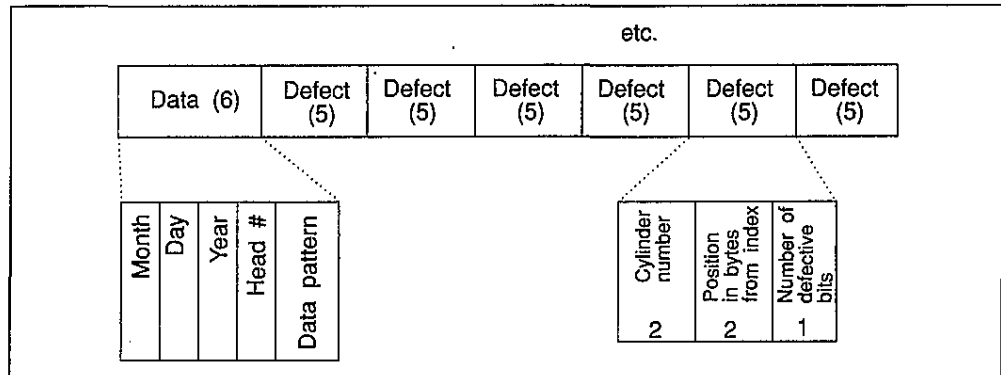 etc.
Data (6)
Defect
(5)
Defect
(5)
Defect
(5)
Defect
(5)
Defect
(5)
Defect
(5)
Month
Day
Year
Head #
Data pattern
Cylinder
number
2
Position
in bytes
from index
2
Number of
defective
bits
1